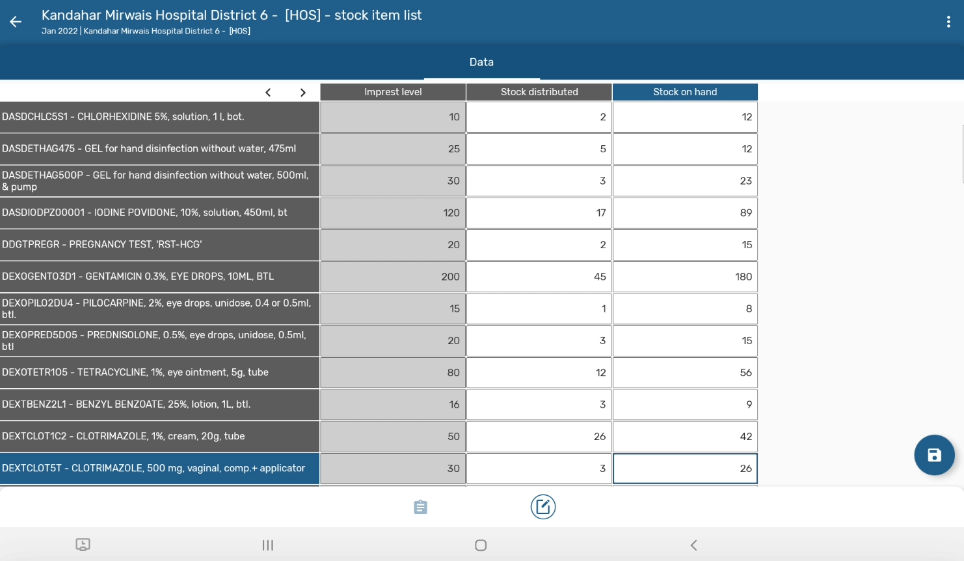 Kandahar Mirwais Hospital District 6 - [HOS] - stock item list
Jan 2022 | Kandahar Mirwais Hospital District 6 - [HOS]
Data
Imprest level Stock distributed Stock on hand
DASDCHLC5S1 - CHLORHEXIDINE 5%, solution, 1 l, bot. 10 2 12
DASDETHAG475 - GEL for hand disinfection without water, 475ml 25 5 12
DASDETHAG500P - GEL for hand disinfection without water, 500ml,
& pump 30 3 23
DASDIODPZ00001 - IODINE POVIDONE, 10%, solution, 450ml, bt 120 17 89
DDGTPREGR - PREGNANCY TEST, 'RST-HCG' 20 2 15
DEXOGENT03D1 - GENTAMICIN 0.3%, EYE DROPS, 10ML, BTL 200 45 180
DEXOPILO2DU4 - PILOCARPINE, 2%, eye drops, unidose, 0.4 or 0.5ml,
btl. 15 1 8
DEXOPRED5D05 - PREDNISOLONE, 0.5%, eye drops, unidose, 0.5ml,
btl 20 3 15
DEXOTETR1O5 - TETRACYCLINE, 1%, eye ointment, 5g, tube 80 12 56
DEXTBENZ2L1 - BENZYL BENZOATE, 25%, lotion, 1L, btl. 16 3 9
DEXTCLOT1C2 - CLOTRIMAZOLE, 1%, cream, 20g, tube 50 26 42
DEXTCLOT5T - CLOTRIMAZOLE, 500 mg, vaginal, comp.+ applicator 30 3 26